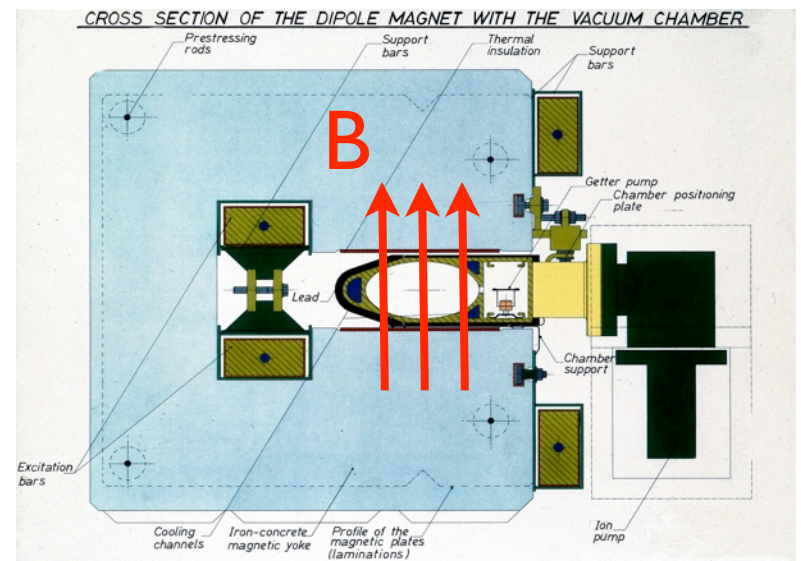 CROSS SECTION OF THE DIPOLE MAGNET WITH THE VACUUM CHAMBER
Prestressing
rods
Support
bars
Thermal
insulation
Support
bars
B
Getter pump
Chamber positioning
plate
Lead
Chamber
support
Excitation
bars
Cooling
channels
Iron-concrete
magnetic yoke
Profile of the
magnetic plates
(laminations)
Ion
pump